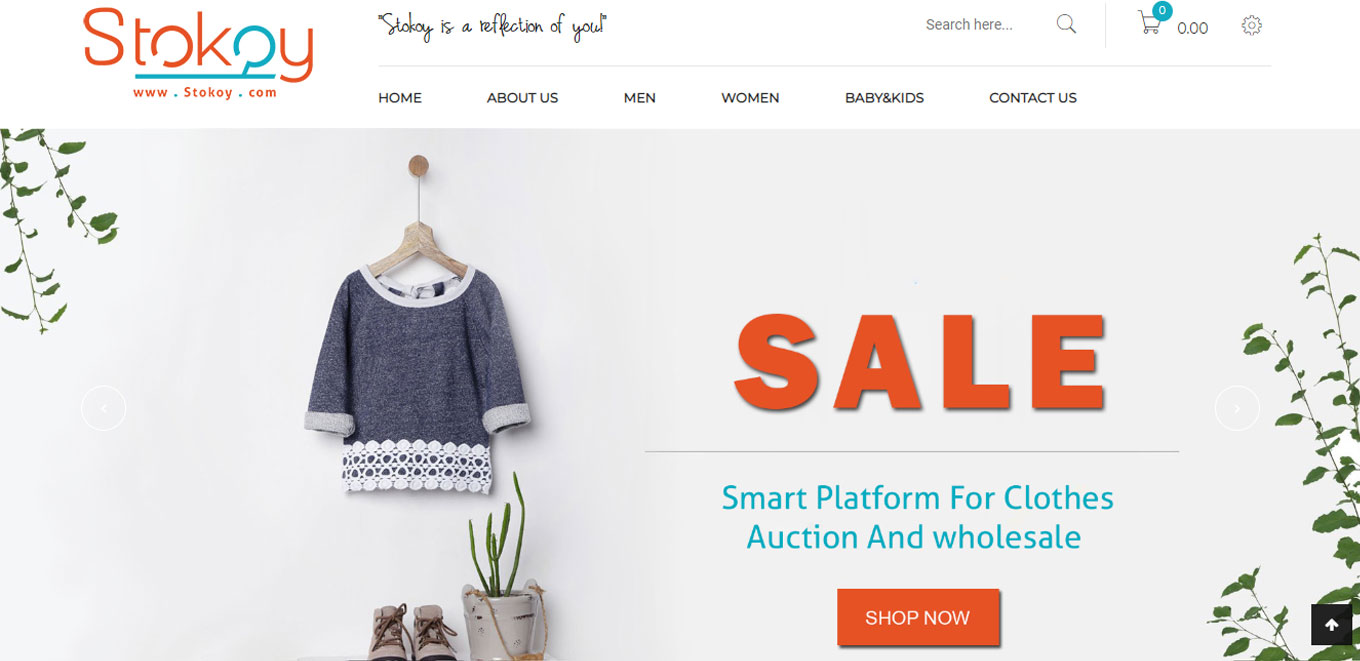 Stokoy
www . Stokoy . com
"Stokoy is a reflection of you!"
Search here...
0
0.00
HOME
ABOUT US
MEN
WOMEN
BABY&KIDS
CONTACT US
SALE
Smart Platform For Clothes
Auction And wholesale
SHOP NOW